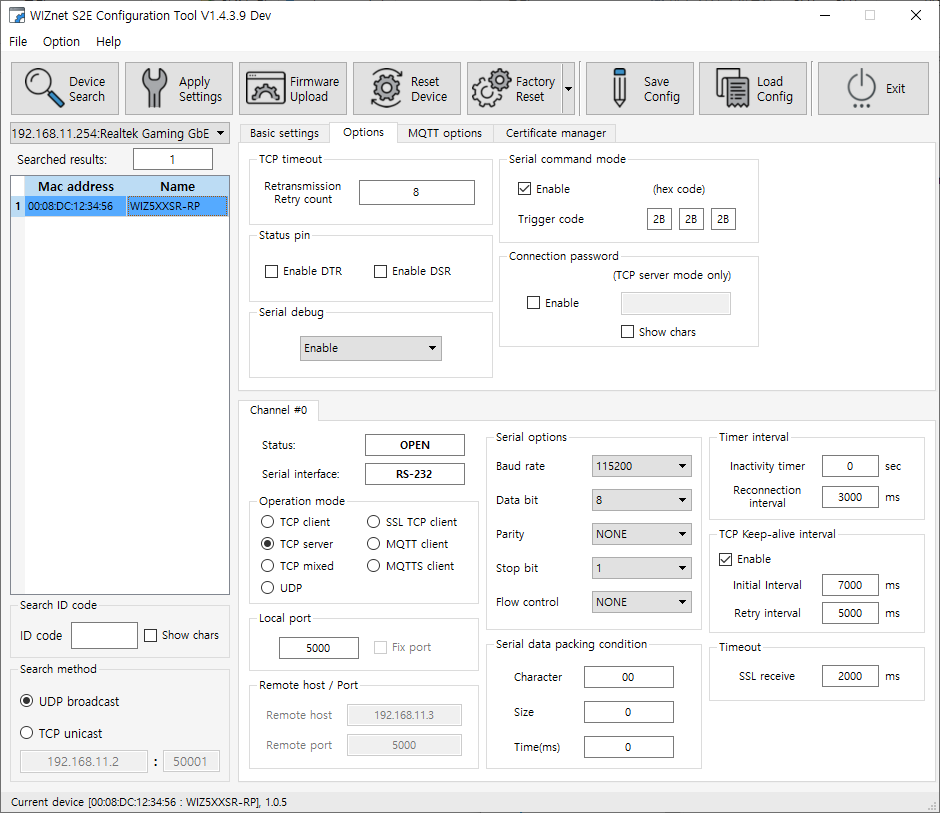 WIZnet S2E Configuration Tool V1.4.3.9 Dev
File Option Help
Device Search
Apply Settings
Firmware Upload
Reset Device
Factory Reset
Save Config
Load Config
Exit
192.168.11.254:Realtek Gaming GbE
Searched results: 1
Mac address Name
1 00:08:DC:12:34:56 WIZ5XXSR-RP
Search ID code
ID code Show chars
Search method
UDP broadcast
TCP unicast
192.168.11.2 : 50001
Basic settings Options MQTT options Certificate manager
TCP timeout
Retransmission
Retry count
8
Status pin
Enable DTR Enable DSR
Serial debug
Enable
Serial command mode
Enable (hex code)
Trigger code 2B 2B 2B
Connection password
(TCP server mode only)
Enable
Show chars
Channel #0
Status: OPEN
Serial interface: RS-232
Operation mode
TCP client SSL TCP client
TCP server MQTT client
TCP mixed MQTTS client
UDP
Local port
5000 Fix port
Remote host / Port
Remote host 192.168.11.3
Remote port 5000
Serial options
Baud rate 115200
Data bit 8
Parity NONE
Stop bit 1
Flow control NONE
Serial data packing condition
Character 00
Size 0
Time(ms) 0
Timer interval
Inactivity timer 0 sec
Reconnection
interval
3000 ms
TCP Keep-alive interval
Enable
Initial Interval 7000 ms
Retry interval 5000 ms
Timeout
SSL receive 2000 ms
Current device [00:08:DC:12:34:56 : WIZ5XXSR-RP], 1.0.5